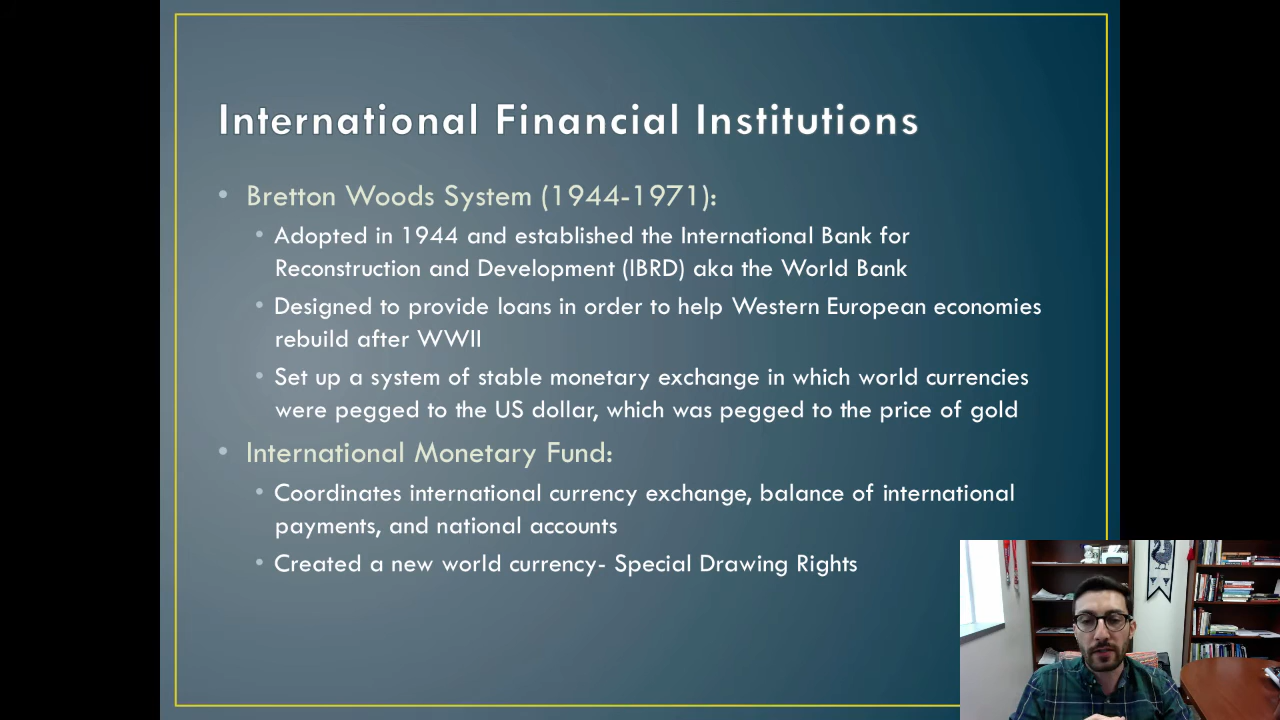 International Financial Institutions
• Bretton Woods System (1944-1971):
• Adopted in 1944 and established the International Bank for
Reconstruction and Development (IBRD) aka the World Bank
• Designed to provide loans in order to help Western European economies
rebuild after WWII
• Set up a system of stable monetary exchange in which world currencies
were pegged to the US dollar, which was pegged to the price of gold
• International Monetary Fund:
• Coordinates international currency exchange, balance of international
payments, and national accounts
• Created a new world currency- Special Drawing Rights